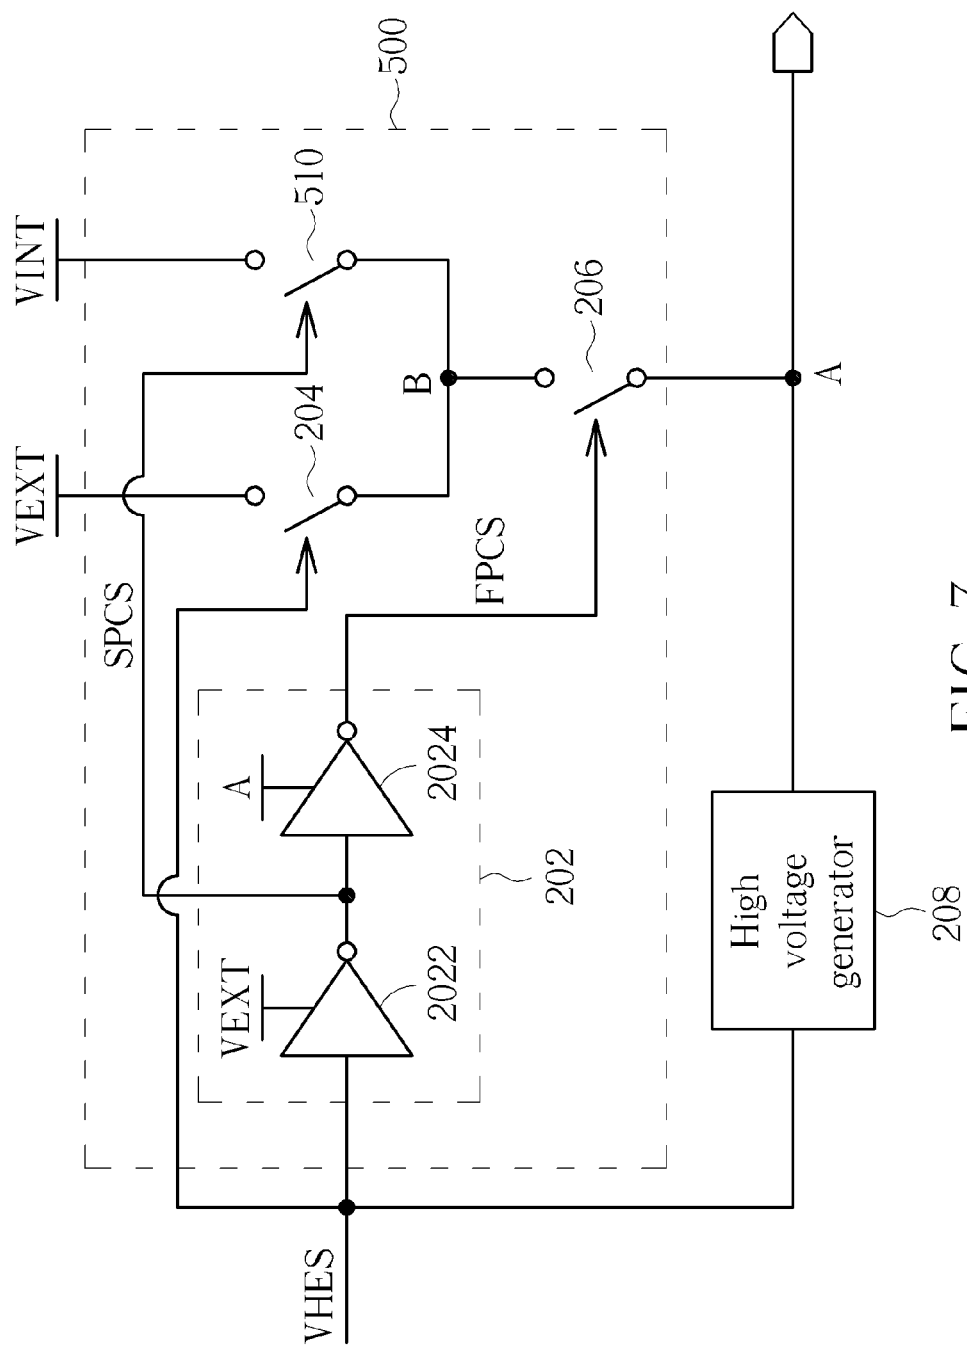 VINT
VEXT
500
510
204
SPCS
B
206
A
FPCS
A
2024
VEXT
2022
202
High
voltage
generator
208
VHES
FIG. 7